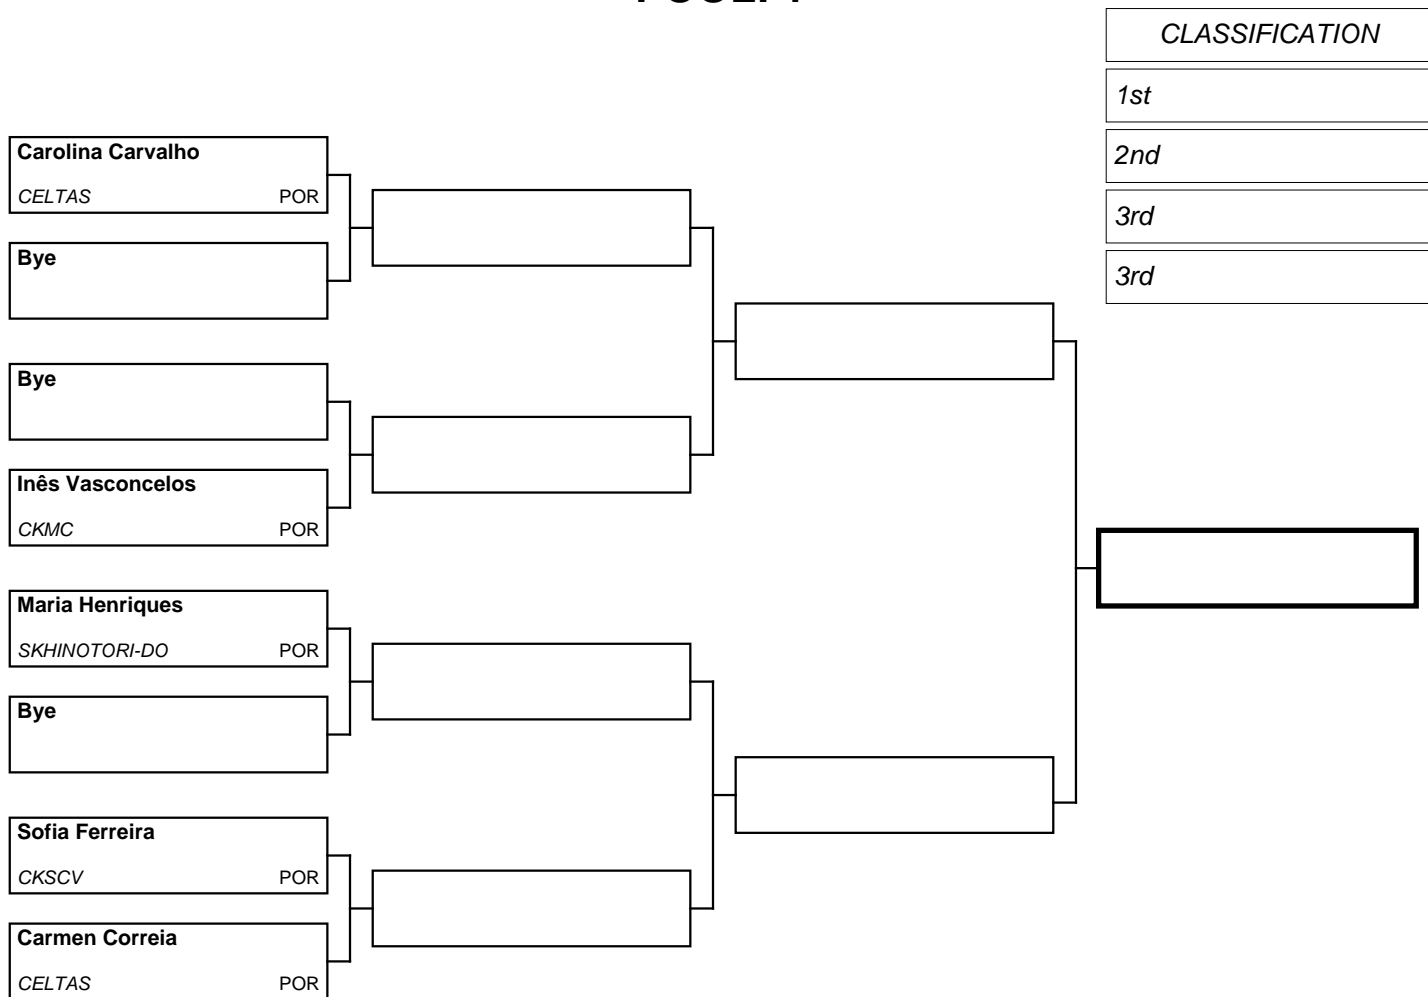 CLASSIFICATION
1st
2nd
3rd
3rd
Carolina Carvalho
CELTAS POR
Bye
Bye
Inês Vasconcelos
CKMC POR
Maria Henriques
SKHINOTORI-DO POR
Bye
Sofia Ferreira
CKSCV POR
Carmen Correia
CELTAS POR